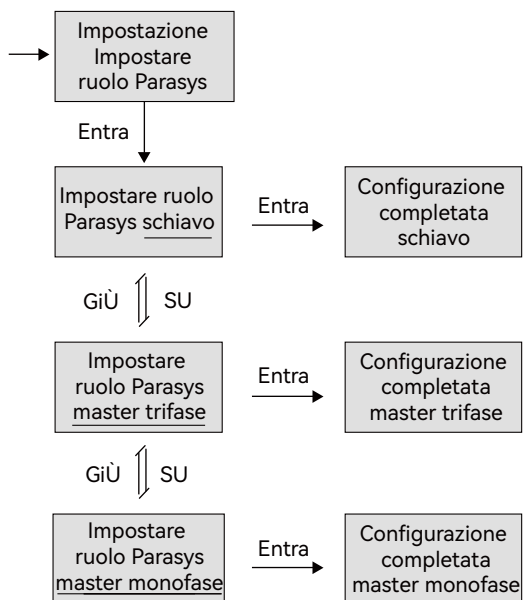 Impostazione
Impostare
ruolo Parasys
Entra
Impostare ruolo
Parasys schiavo
Entra
Configurazione
completata
schiavo
GiÙ
SU
Impostare
ruolo Parasys
master trifase
Entra
Configurazione
completata
master trifase
GiÙ
SU
Impostare
ruolo Parasys
master monofase
Entra
Configurazione
completata
master monofase